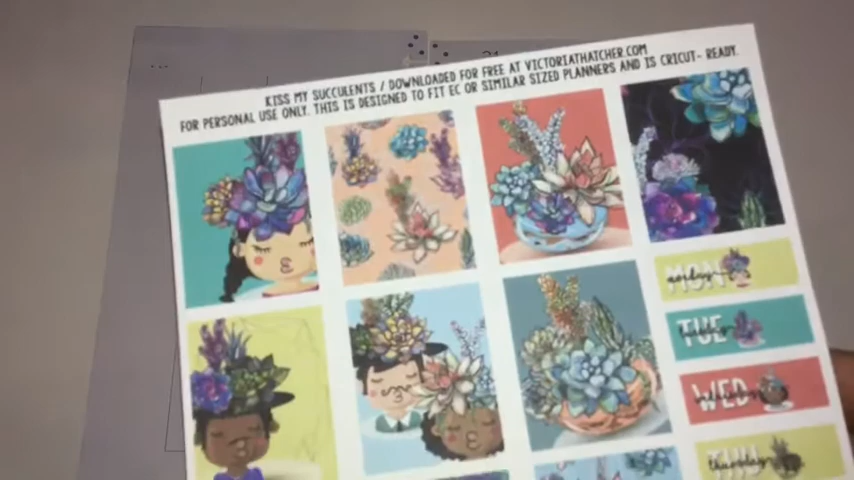 KISS MY SUCCULENTS / DOWNLOADED FOR FREE AT VICTORIATHATCHER.COM
FOR PERSONAL USE ONLY. THIS IS DESIGNED TO FIT EC OR SIMILAR SIZED PLANNERS AND IS CRICUT- READY.
MON
TUE
WED
THU
thursday